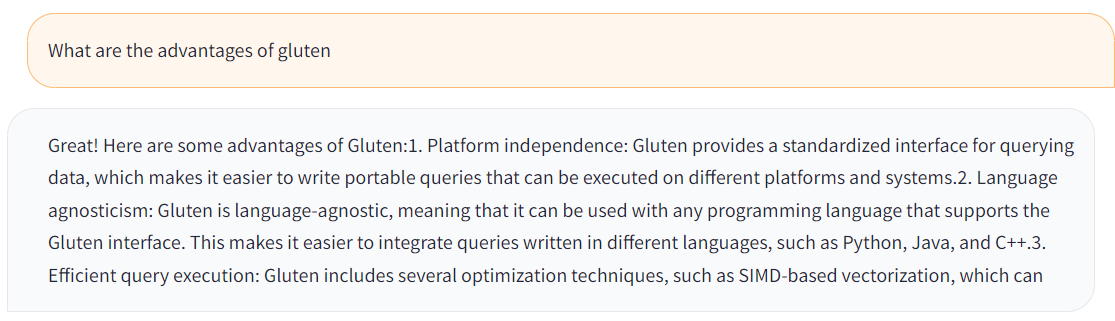 What are the advantages of gluten
Great! Here are some advantages of Gluten:1. Platform independence: Gluten provides a standardized interface for querying
data, which makes it easier to write portable queries that can be executed on different platforms and systems.2. Language
agnosticism: Gluten is language-agnostic, meaning that it can be used with any programming language that supports the
Gluten interface. This makes it easier to integrate queries written in different languages, such as Python, Java, and C++.3.
Efficient query execution: Gluten includes several optimization techniques, such as SIMD-based vectorization, which can